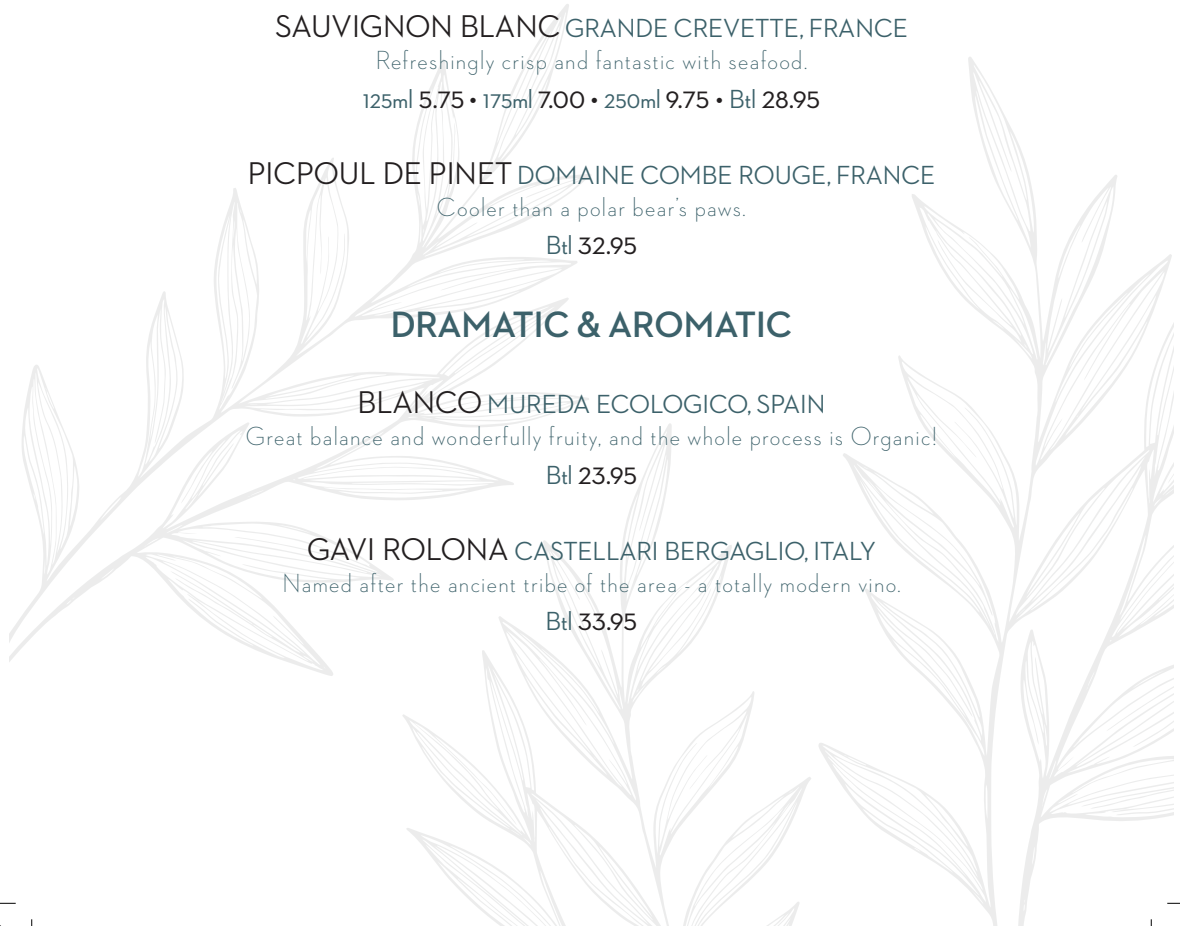 SAUVIGNON BLANC GRANDE CREVETTE, FRANCE
Refreshingly crisp and fantastic with seafood.
125ml 5.75 • 175ml 7.00 • 250ml 9.75 • Btl 28.95
PICPOUL DE PINET DOMAINE COMBE ROUGE, FRANCE
Cooler than a polar bear's paws.
Btl 32.95
DRAMATIC & AROMATIC
BLANCO MUREDA ECOLOGICO, SPAIN
Great balance and wonderfully fruity, and the whole process is Organic!
Btl 23.95
GAVI ROLONA CASTELLARI BERGAGLIO, ITALY
Named after the ancient tribe of the area - a totally modern vino.
Btl 33.95